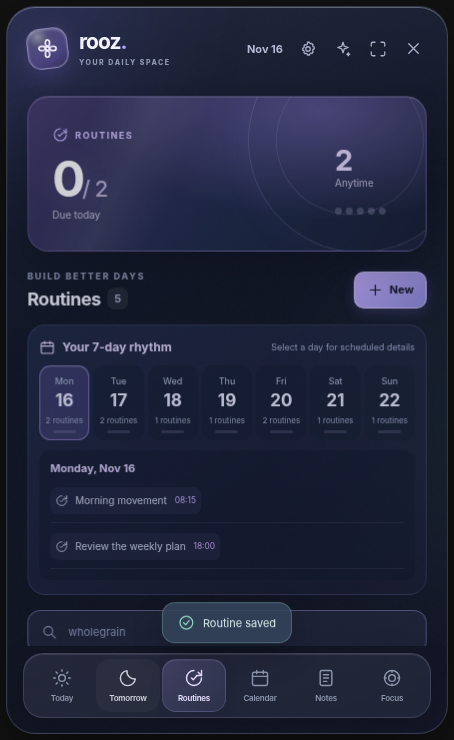 rooz.
YOUR DAILY SPACE
Nov 16
ROUTINES
0 / 2
Due today
2
Anytime
BUILD BETTER DAYS
Routines 5
New
Your 7-day rhythm
Select a day for scheduled details
Mon Tue Wed Thu Fri Sat Sun
16 17 18 19 20 21 22
2 routines 2 routines 1 routines 1 routines 2 routines 1 routines 1 routines
Monday, Nov 16
Morning movement 08:15
Review the weekly plan 18:00
wholegrain
Routine saved
Today Tomorrow Routines Calendar Notes Focus